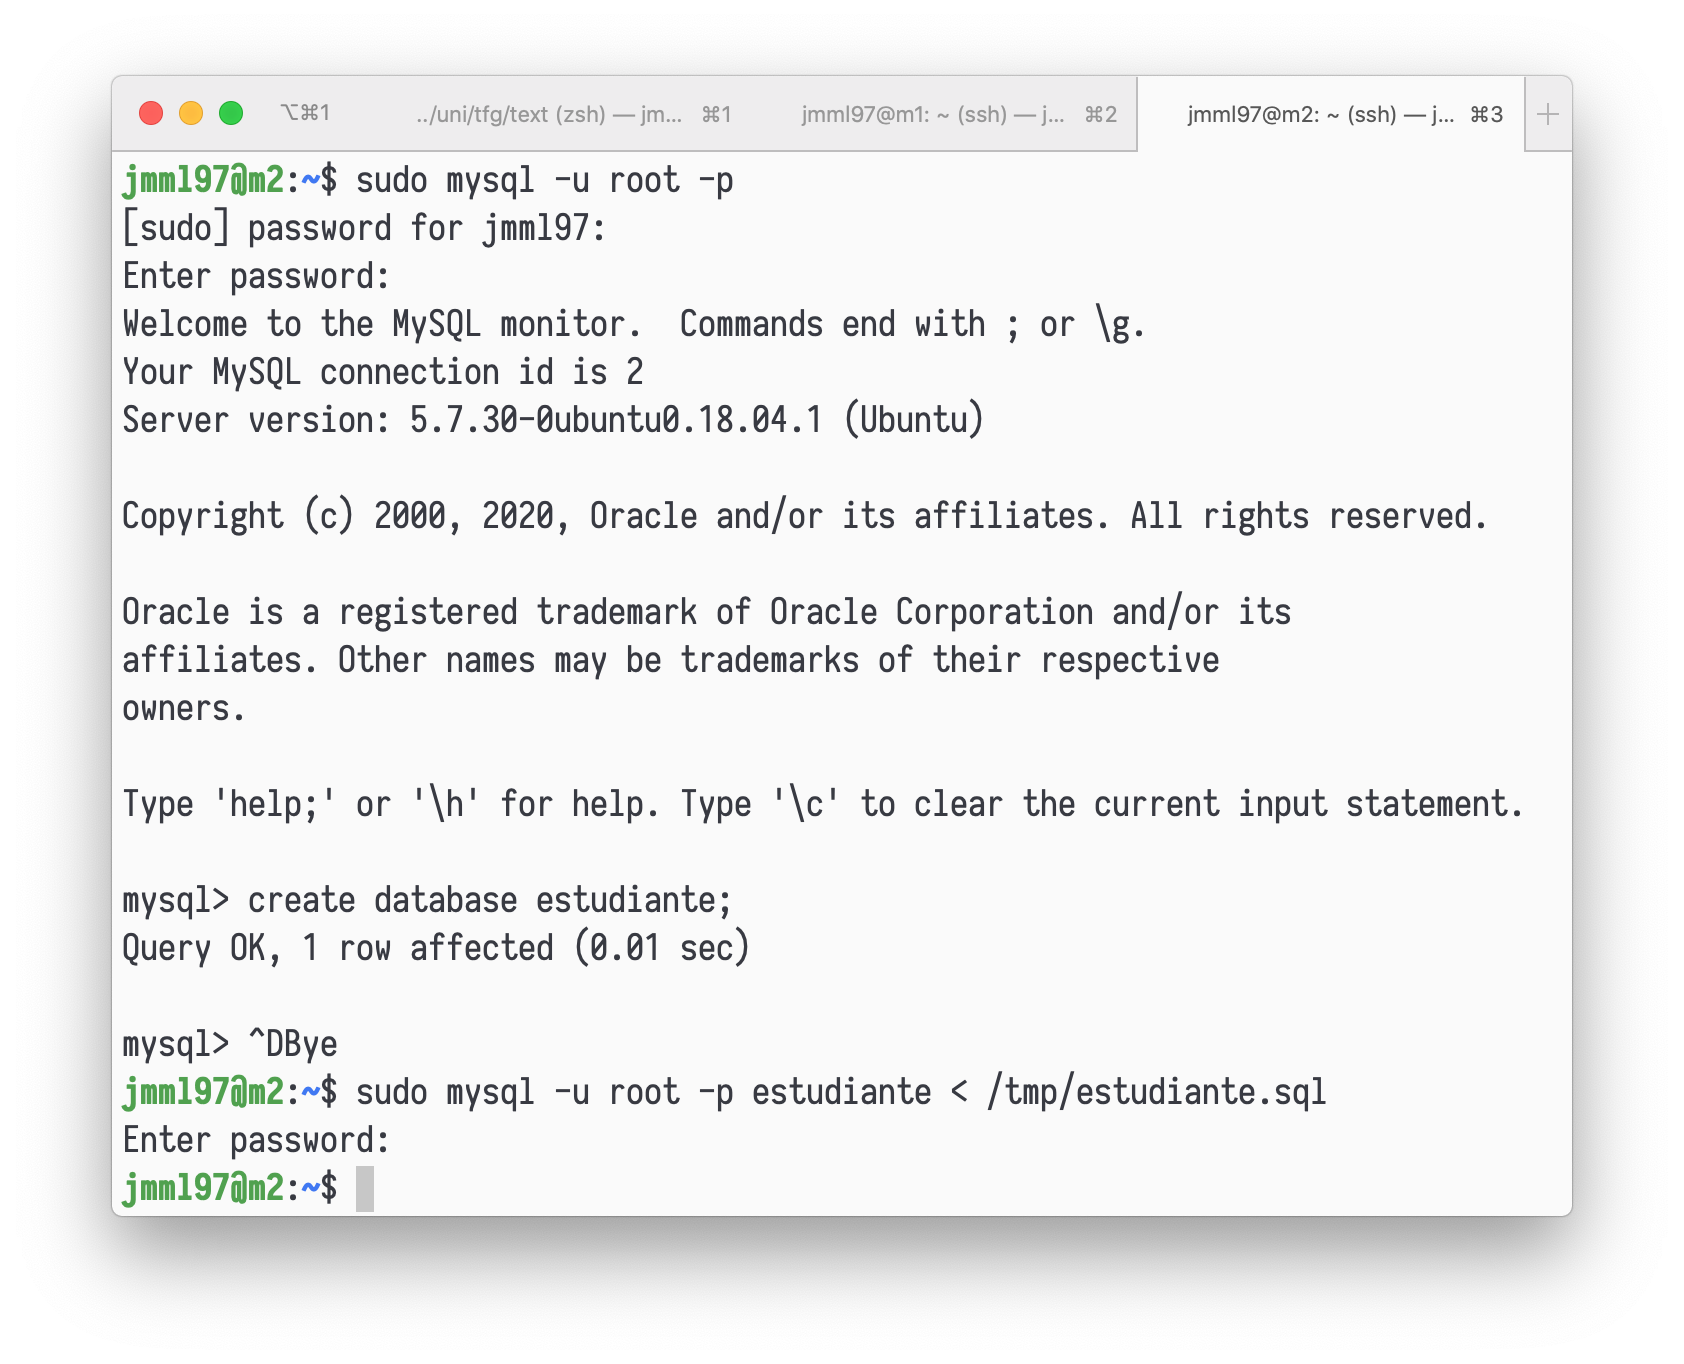 ⌥⌘1 ../uni/tfg/text (zsh) — jm... ⌘1 jmml97@m1: ~ (ssh) — j... ⌘2 jmml97@m2: ~ (ssh) — j... ⌘3 +
jmml97@m2:~$ sudo mysql -u root -p
[sudo] password for jmml97:
Enter password:
Welcome to the MySQL monitor.  Commands end with ; or \g.
Your MySQL connection id is 2
Server version: 5.7.30-0ubuntu0.18.04.1 (Ubuntu)
Copyright (c) 2000, 2020, Oracle and/or its affiliates. All rights reserved.
Oracle is a registered trademark of Oracle Corporation and/or its
affiliates. Other names may be trademarks of their respective
owners.
Type 'help;' or '\h' for help. Type '\c' to clear the current input statement.
mysql> create database estudiante;
Query OK, 1 row affected (0.01 sec)
mysql> ^DBye
jmml97@m2:~$ sudo mysql -u root -p estudiante < /tmp/estudiante.sql
Enter password:
jmml97@m2:~$